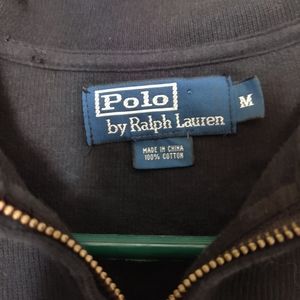 Polo
M
by Ralph Lauren
MADE IN CHINA
100% COTTON